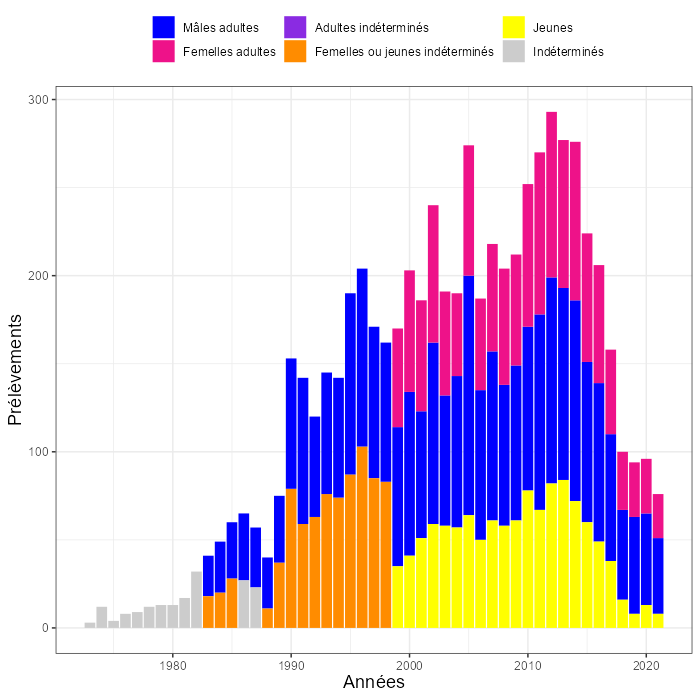 Mâles adultes Adultes indéterminés Jeunes
Femelles adultes Femelles ou jeunes indéterminés Indéterminés
300
200
100
0
Prélèvements
1980 1990 2000 2010 2020
Années